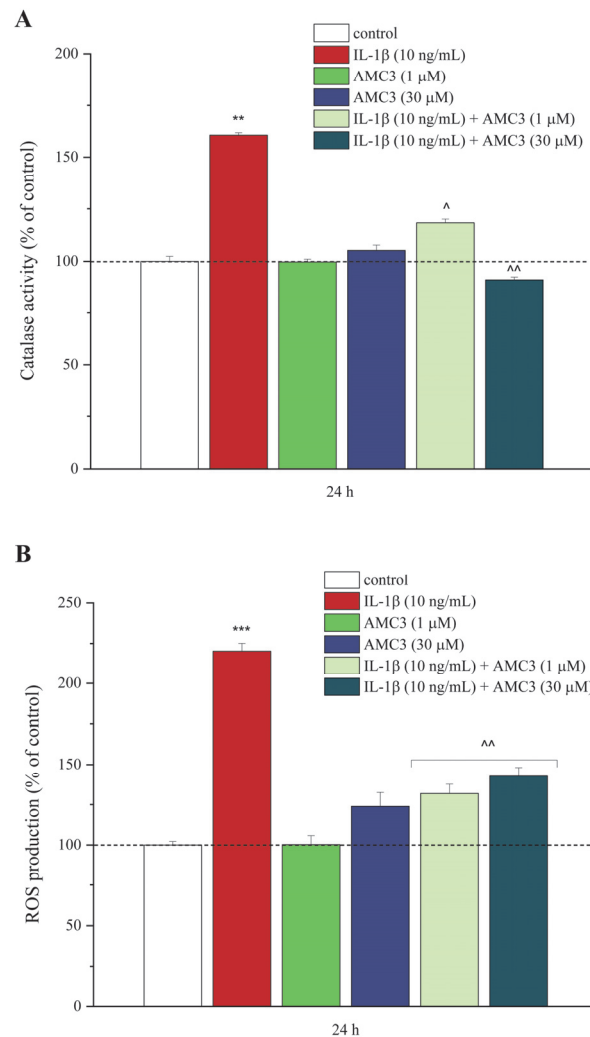 A
control
IL-1β (10 ng/mL)
AMC3 (1 μM)
AMC3 (30 μM)
IL-1β (10 ng/mL) + AMC3 (1 μM)
IL-1β (10 ng/mL) + AMC3 (30 μM)
Catalase activity (% of control)
200
150
100
50
0
**
^
^^
24 h
B
control
IL-1β (10 ng/mL)
AMC3 (1 μM)
AMC3 (30 μM)
IL-1β (10 ng/mL) + AMC3 (1 μM)
IL-1β (10 ng/mL) + AMC3 (30 μM)
ROS production (% of control)
250
200
150
100
50
0
***
^^
24 h